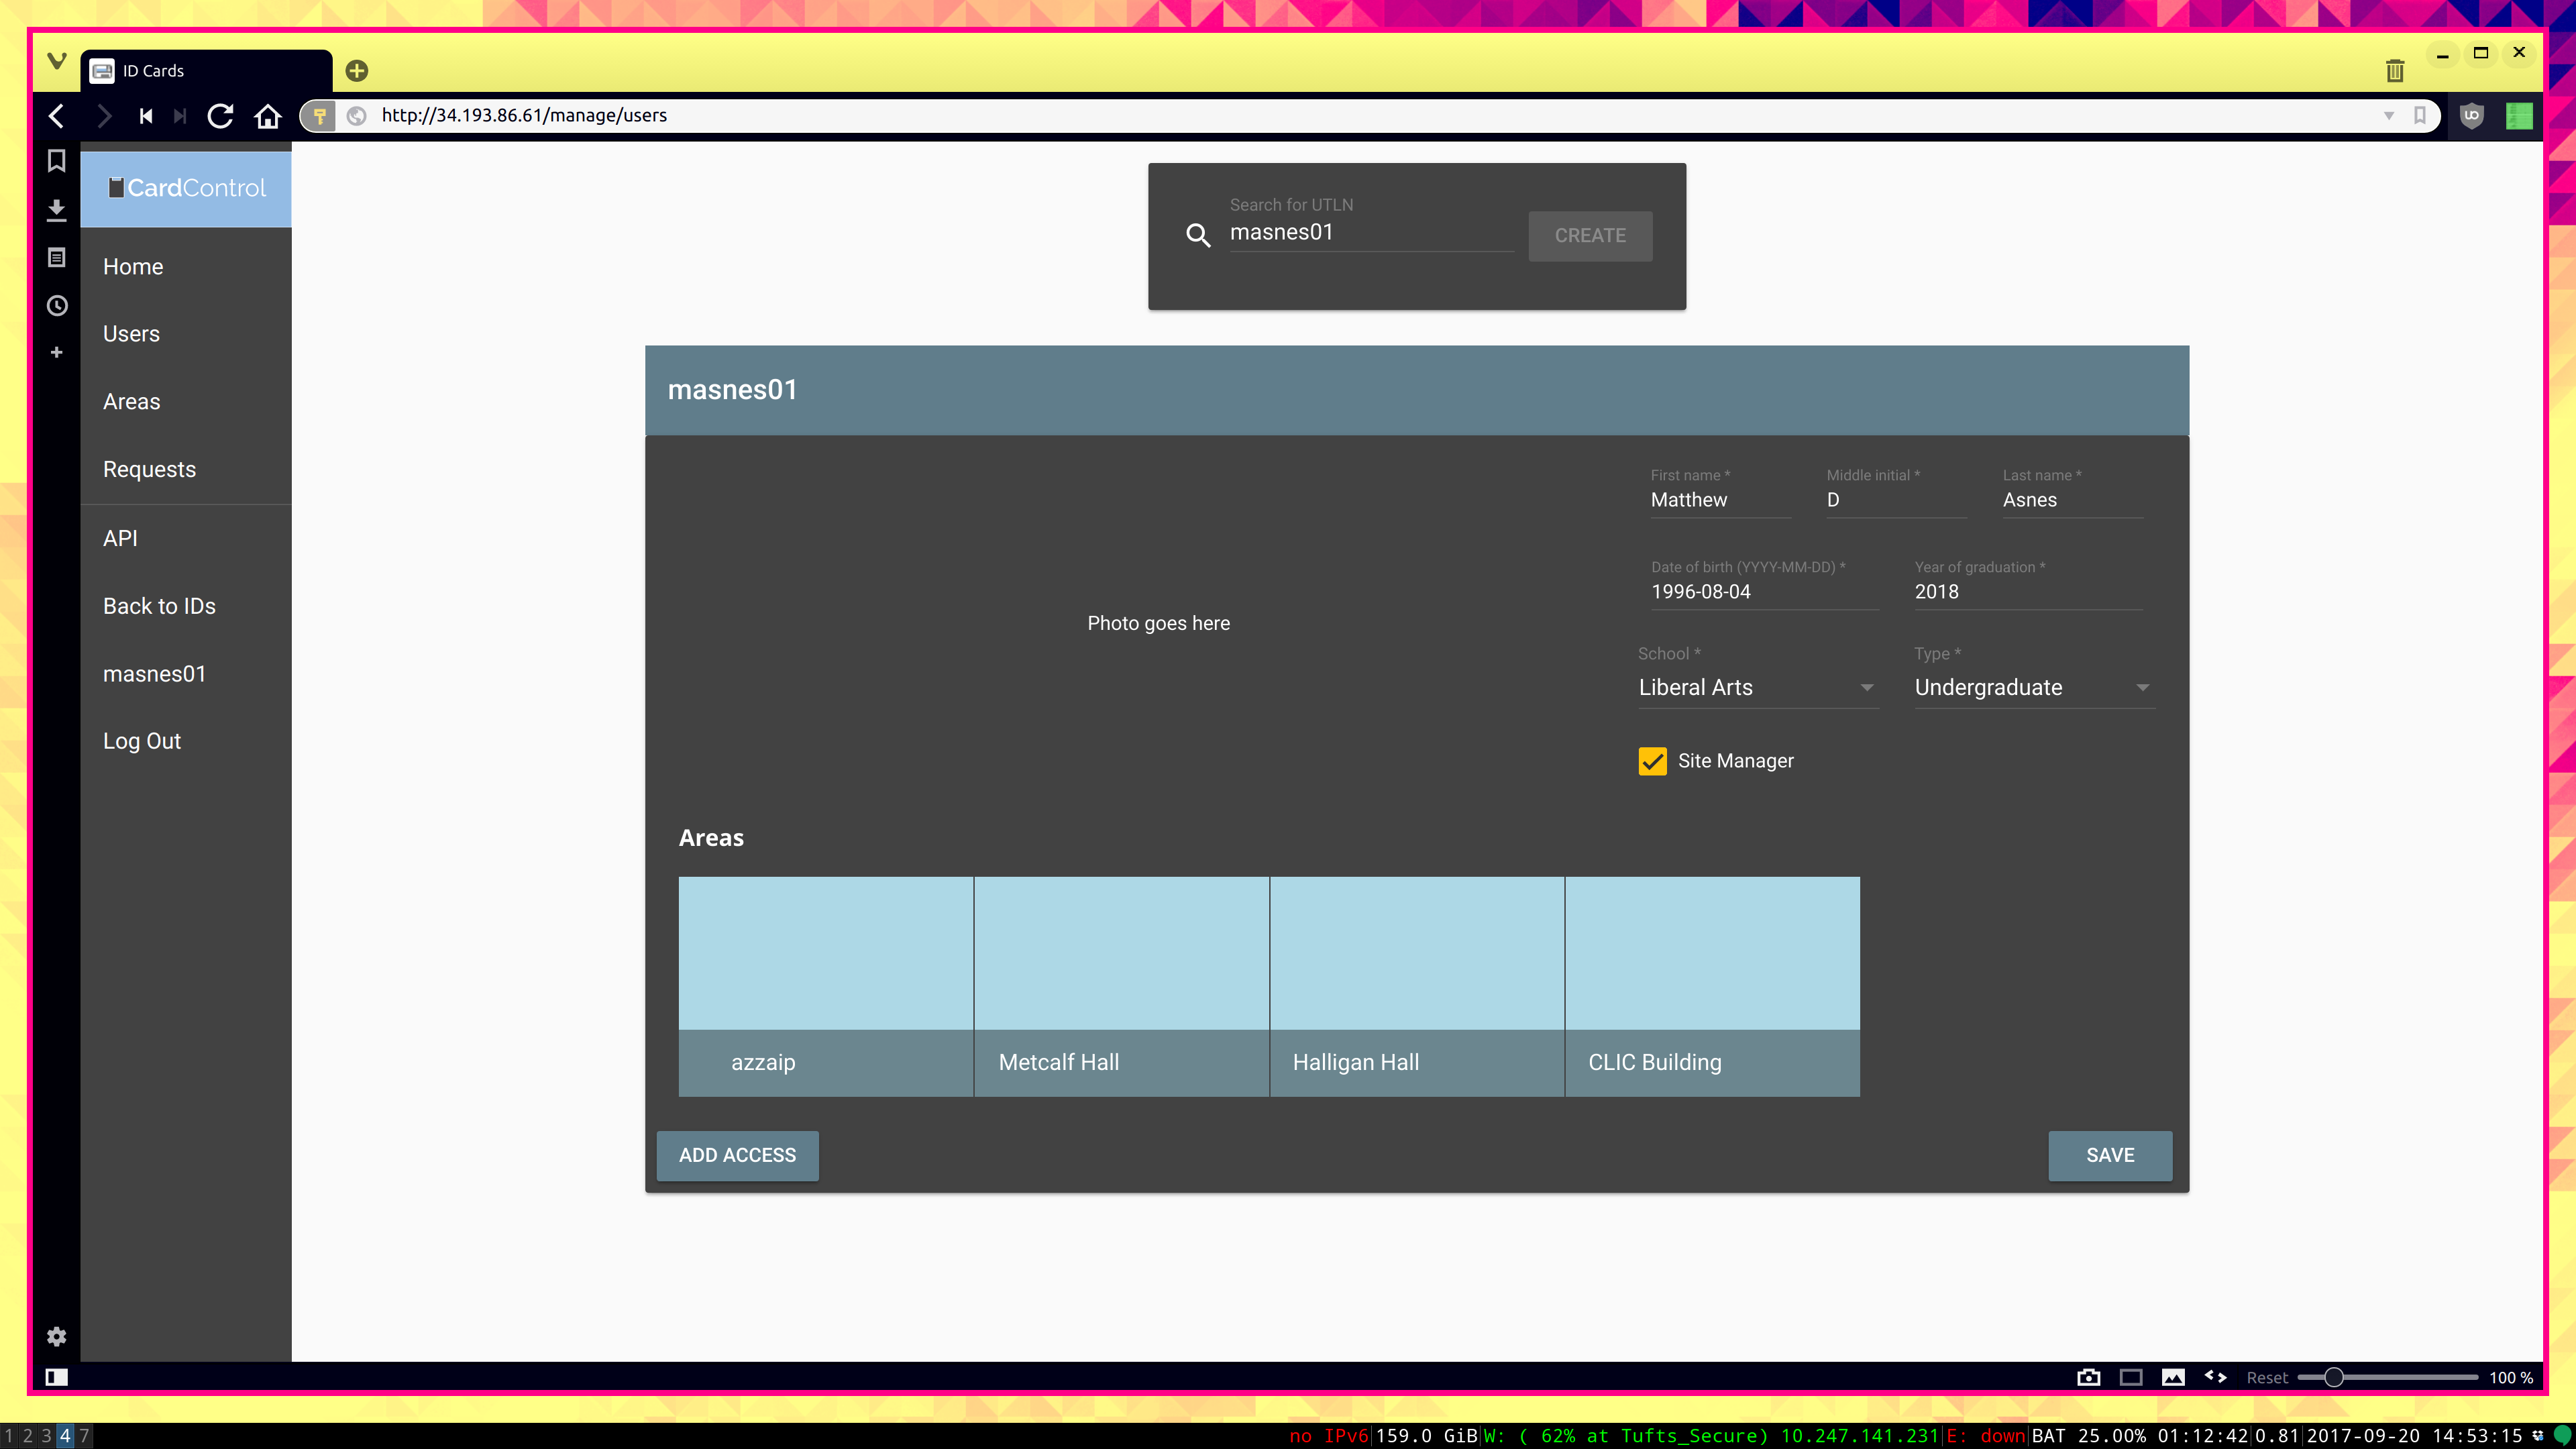 ID Cards
http://34.193.86.61/manage/users
CardControl
Home
Users
Areas
Requests
API
Back to IDs
masnes01
Log Out
Search for UTLN
masnes01
CREATE
masnes01
Photo goes here
First name * Middle initial * Last name *
Matthew D Asnes
Date of birth (YYYY-MM-DD) * Year of graduation *
1996-08-04 2018
School * Type *
Liberal Arts Undergraduate
Site Manager
Areas
azzaip Metcalf Hall Halligan Hall CLIC Building
ADD ACCESS SAVE
Reset 100 %
1 2 3 4 7 no IPv6|159.0 GiB|W: ( 62% at Tufts_Secure) 10.247.141.231|E: down|BAT 25.00% 01:12:42|0.81|2017-09-20 14:53:15